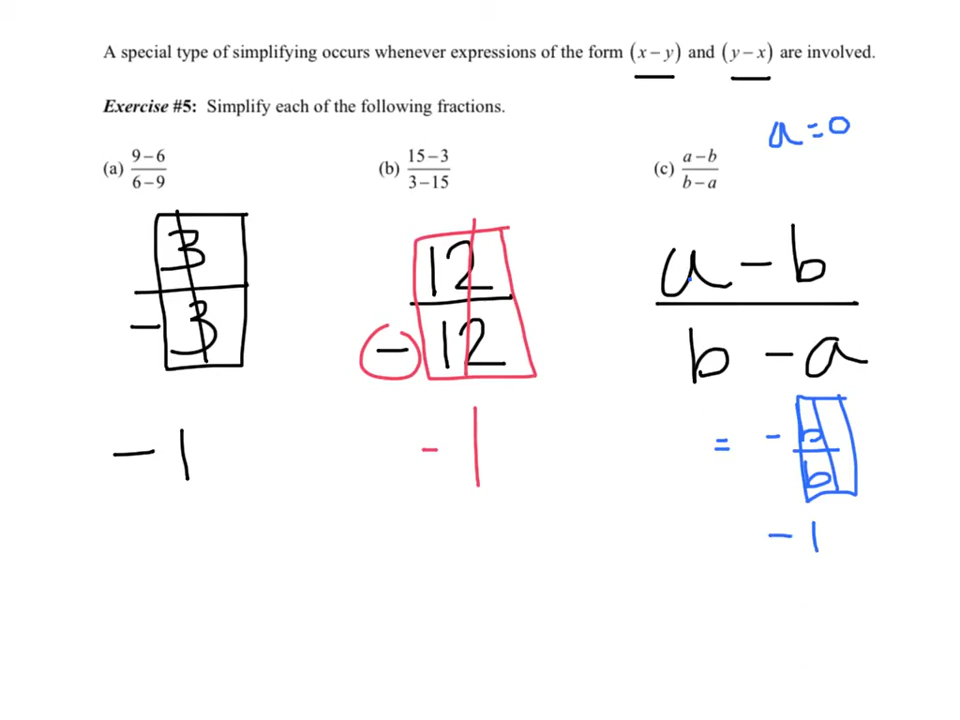 A special type of simplifying occurs whenever expressions of the form (x – y) and (y – x) are involved.
Exercise #5: Simplify each of the following fractions.
a = 0
(a) 9 – 6 / 6 – 9
(b) 15 – 3 / 3 – 15
(c) a – b / b – a
3 / – 3
12 / – 12
a – b / b – a
= – b / b
– 1
– 1
– 1